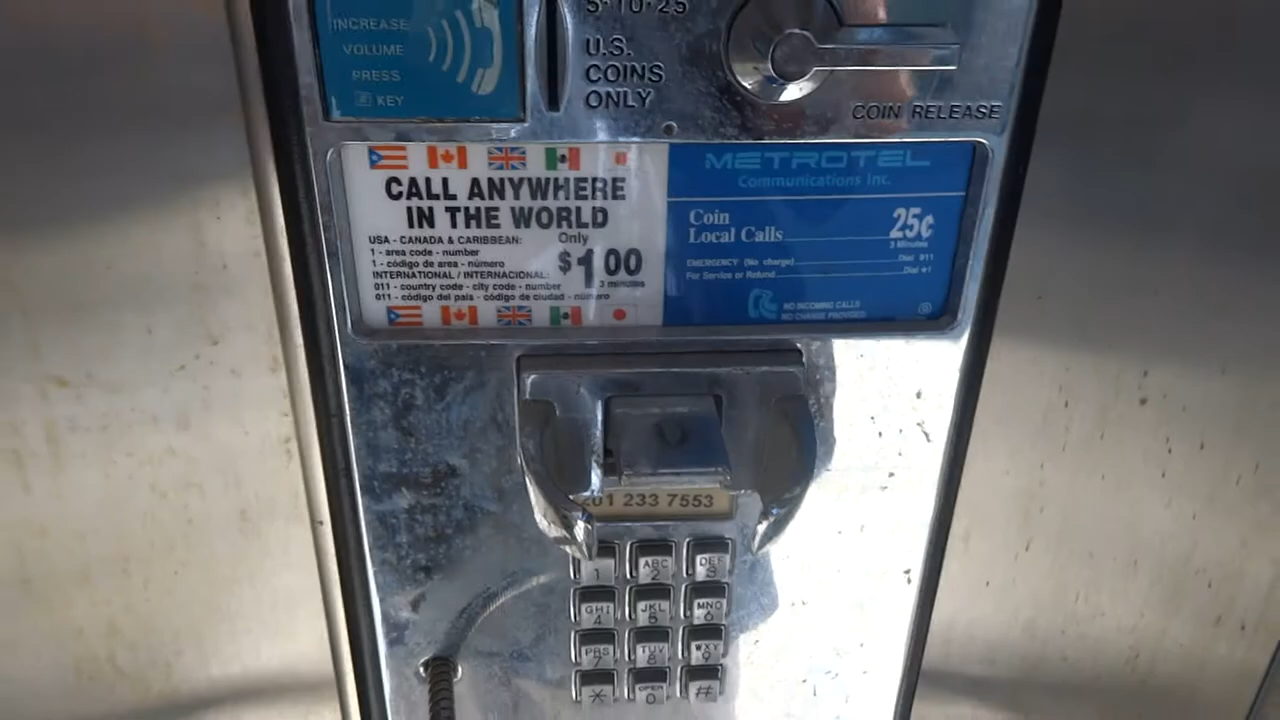 INCREASE
VOLUME
PRESS
KEY
5·10·25
U.S.
COINS
ONLY
COIN RELEASE
CALL ANYWHERE
IN THE WORLD
USA - CANADA & CARIBBEAN:
1 - area code - number
1 - código de area - número
INTERNATIONAL / INTERNACIONAL:
011 - country code - city code - number
011 - código del pais - código de ciudad - número
Only
$1.00
3 minutes
METROTEL
Communications Inc.
Coin
Local Calls 25¢
3 Minutes
EMERGENCY (No charge) Dial 911
For Service or Refund Dial *1
NO INCOMING CALLS
NO CHANGE PROVIDED
201 233 7553
1
ABC
2
DEF
3
GHI
4
JKL
5
MNO
6
PRS
7
TUV
8
WXY
9
*
OPER
0
#